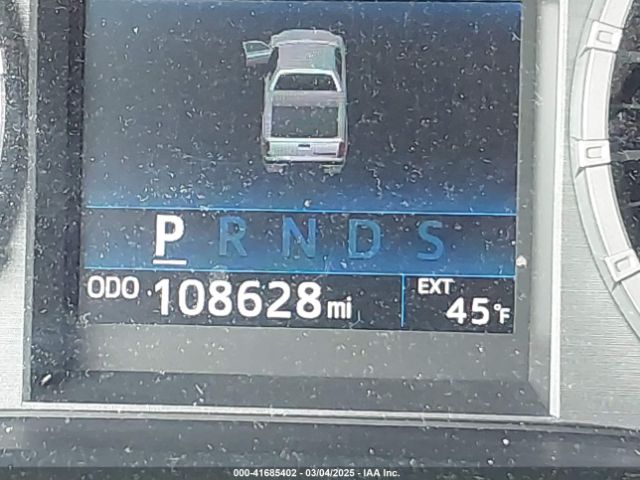 P R N D S
ODO 108628 mi EXT 45°F
000-41685402 - 03/04/2025 - IAA Inc.